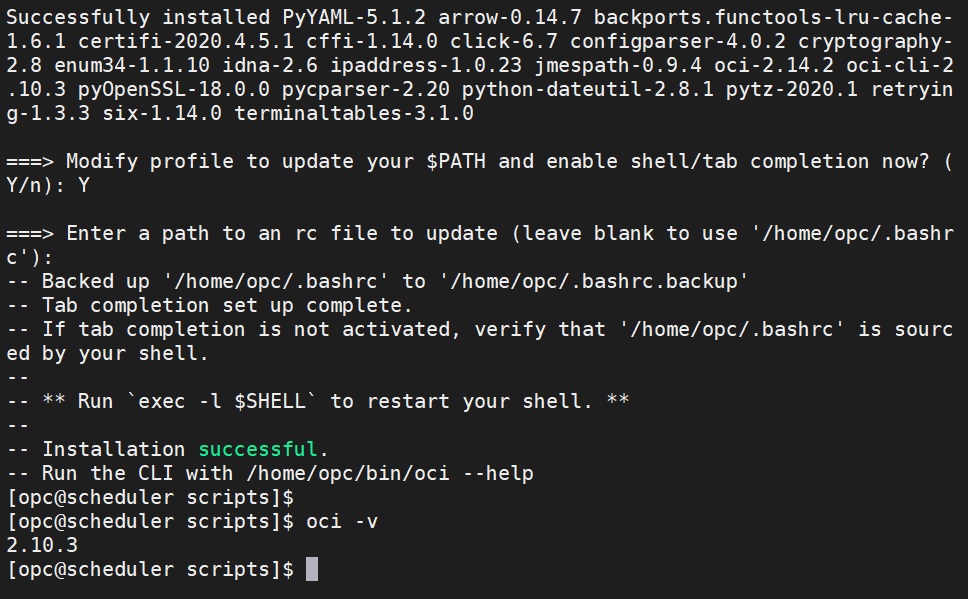 Successfully installed PyYAML-5.1.2 arrow-0.14.7 backports.functools-lru-cache-
1.6.1 certifi-2020.4.5.1 cffi-1.14.0 click-6.7 configparser-4.0.2 cryptography-
2.8 enum34-1.1.10 idna-2.6 ipaddress-1.0.23 jmespath-0.9.4 oci-2.14.2 oci-cli-2
.10.3 pyOpenSSL-18.0.0 pycparser-2.20 python-dateutil-2.8.1 pytz-2020.1 retryin
g-1.3.3 six-1.14.0 terminaltables-3.1.0
===> Modify profile to update your $PATH and enable shell/tab completion now? (
Y/n): Y
===> Enter a path to an rc file to update (leave blank to use '/home/opc/.bashr
c'):
-- Backed up '/home/opc/.bashrc' to '/home/opc/.bashrc.backup'
-- Tab completion set up complete.
-- If tab completion is not activated, verify that '/home/opc/.bashrc' is sourc
ed by your shell.
--
-- ** Run `exec -l $SHELL` to restart your shell. **
--
-- Installation successful.
-- Run the CLI with /home/opc/bin/oci --help
[opc@scheduler scripts]$
[opc@scheduler scripts]$ oci -v
2.10.3
[opc@scheduler scripts]$